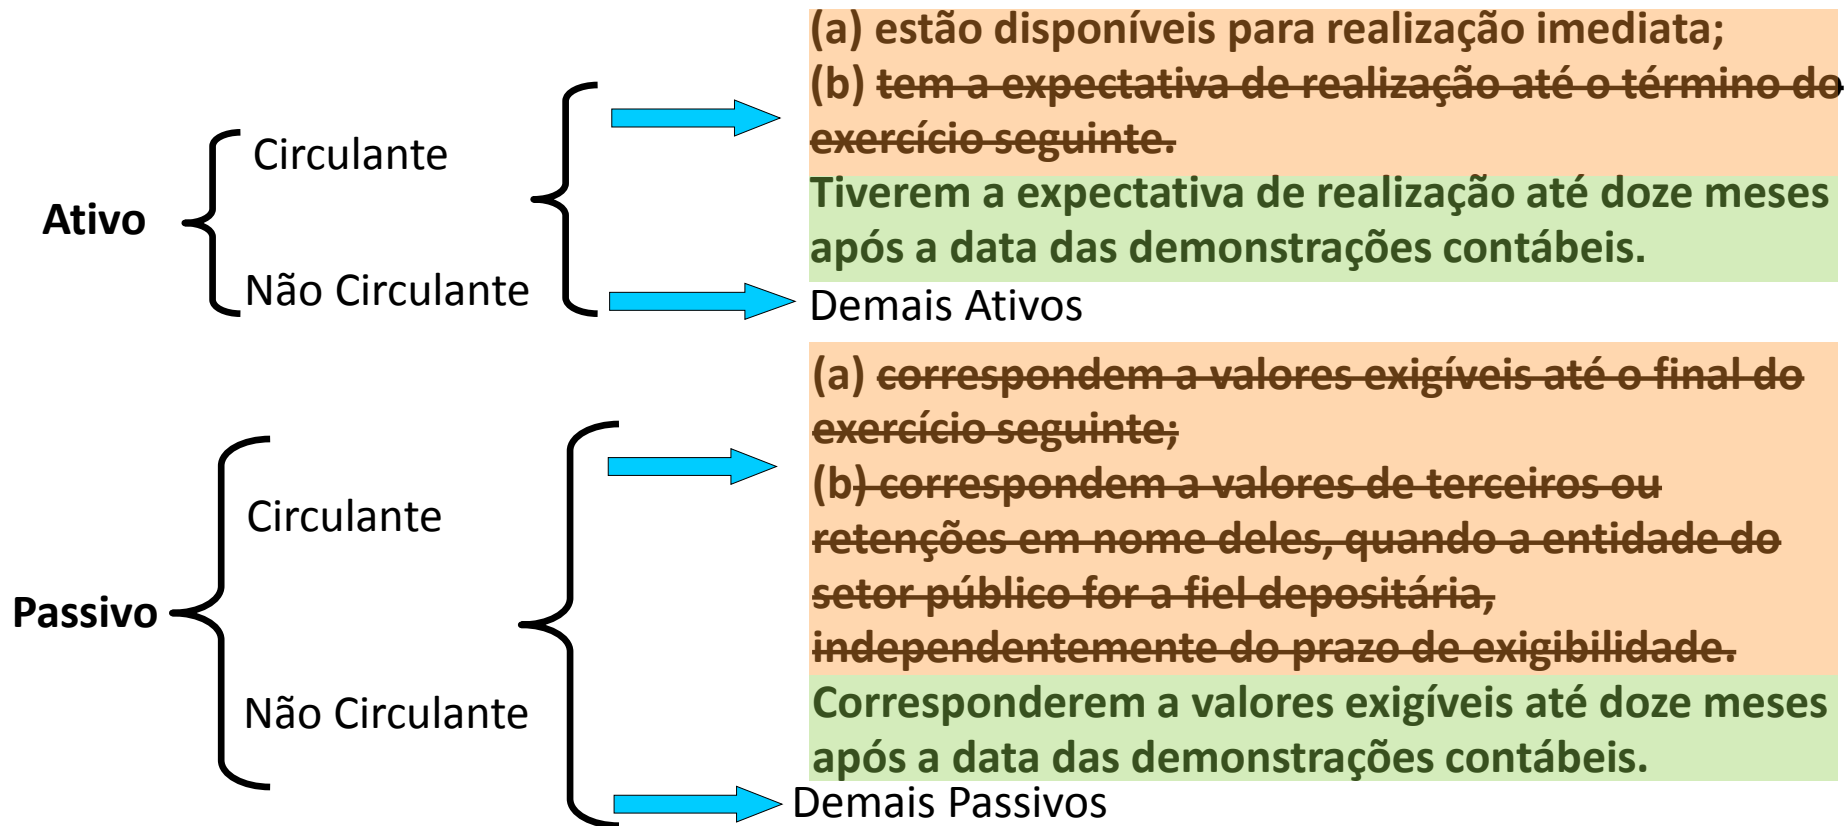 Ativo
Circulante
Não Circulante
(a) estão disponíveis para realização imediata;
(b) tem a expectativa de realização até o término do
exercício seguinte.
Tiverem a expectativa de realização até doze meses
após a data das demonstrações contábeis.
Demais Ativos
Passivo
Circulante
Não Circulante
(a) correspondem a valores exigíveis até o final do
exercício seguinte;
(b) correspondem a valores de terceiros ou
retenções em nome deles, quando a entidade do
setor público for a fiel depositária,
independentemente do prazo de exigibilidade.
Corresponderem a valores exigíveis até doze meses
após a data das demonstrações contábeis.
Demais Passivos